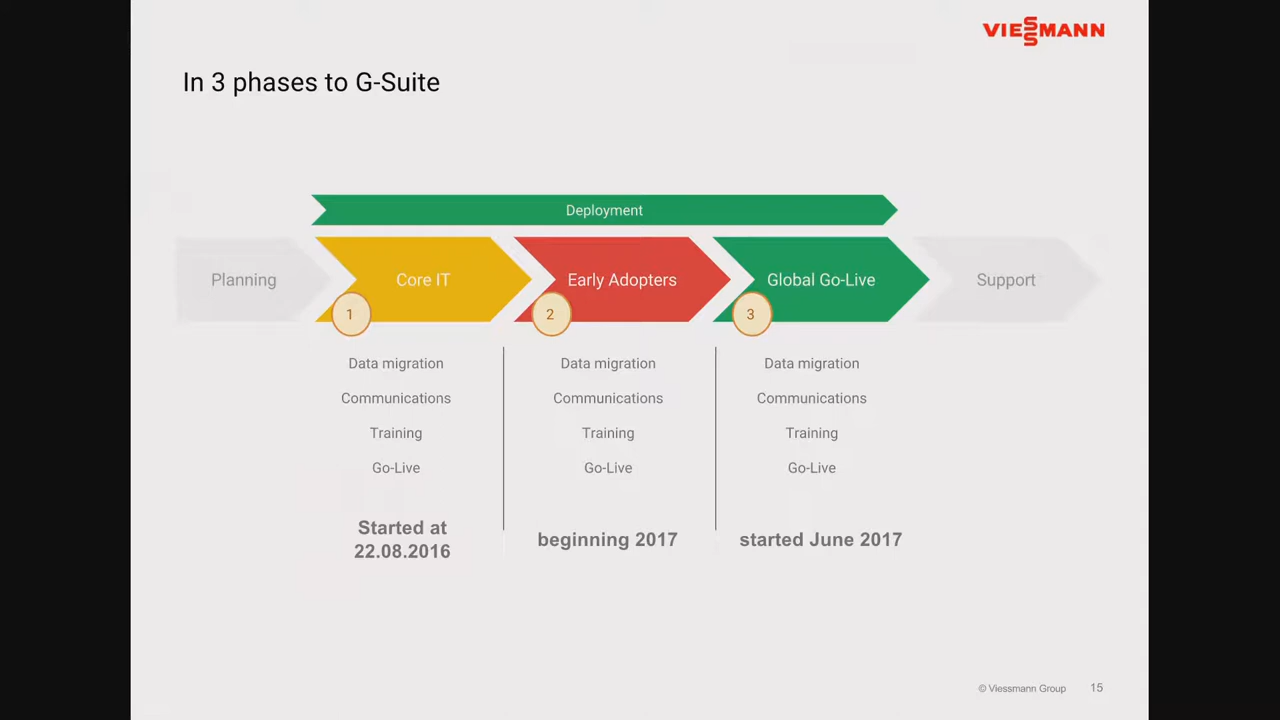 VIESSMANN
In 3 phases to G-Suite
Deployment
Planning
Core IT
Early Adopters
Global Go-Live
Support
1
2
3
Data migration
Communications
Training
Go-Live
Started at
22.08.2016
Data migration
Communications
Training
Go-Live
beginning 2017
Data migration
Communications
Training
Go-Live
started June 2017
© Viessmann Group
15